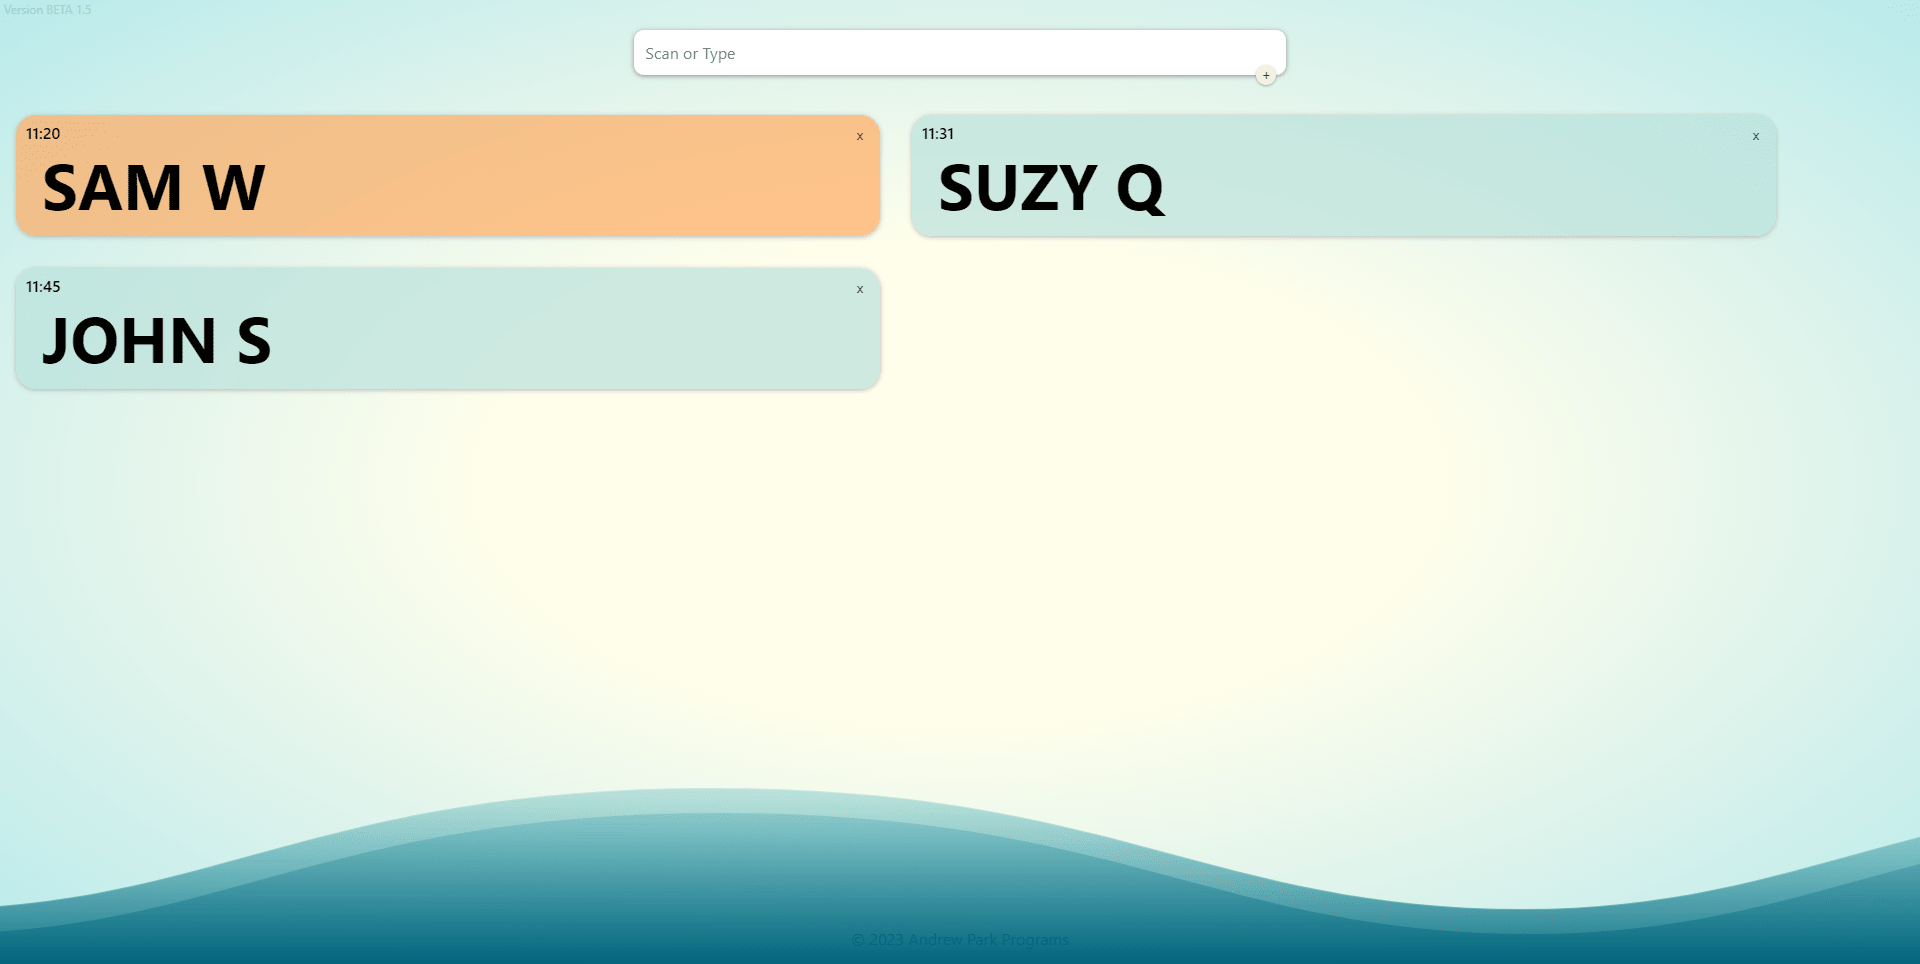 Version BETA 1.5
Scan or Type
+
11:20 x
SAM W
11:31 x
SUZY Q
11:45 x
JOHN S
© 2023 Andrew Park Programs